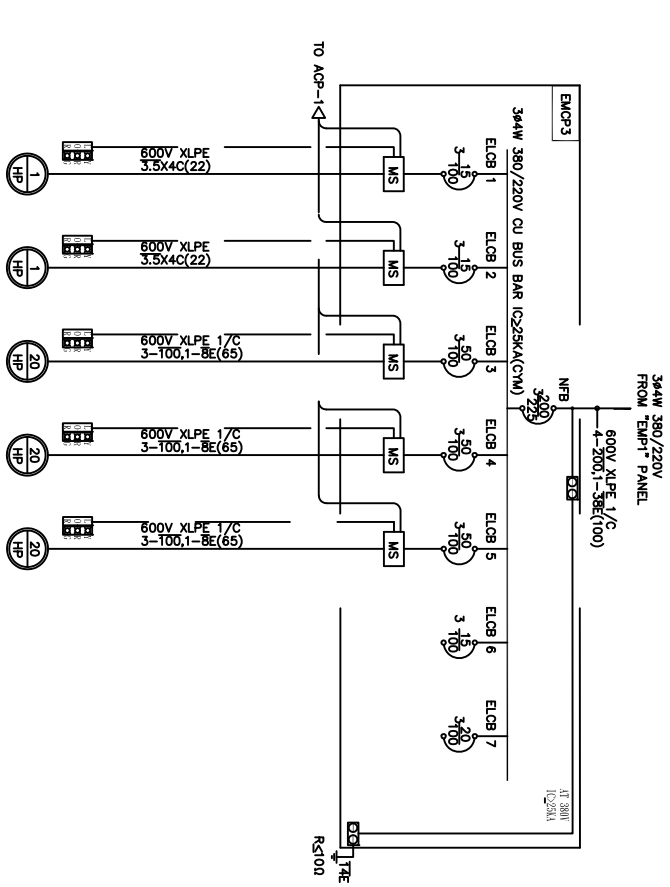 3ø4W 380/220V
FROM "EMP1" PANEL
600V XLPE 1/C
4-200,1-38E(100)
EMCP3
NFB
3 200
225
3ø4W 380/220V CU BUS BAR IC≥25KA(CYM)
AT 380V
IC≥25KA
ELCB 1
ELCB 2
ELCB 3
ELCB 4
ELCB 5
ELCB 6
ELCB 7
3 15
100
3 15
100
3 50
100
3 50
100
3 50
100
3 15
100
3 20
100
MS
MS
MS
MS
MS
TO ACP-1
14E
R≤10Ω
600V XLPE
3.5X4C(22)
600V XLPE
3.5X4C(22)
600V XLPE 1/C
3-100,1-8E(65)
600V XLPE 1/C
3-100,1-8E(65)
600V XLPE 1/C
3-100,1-8E(65)
1
HP
1
HP
20
HP
20
HP
20
HP